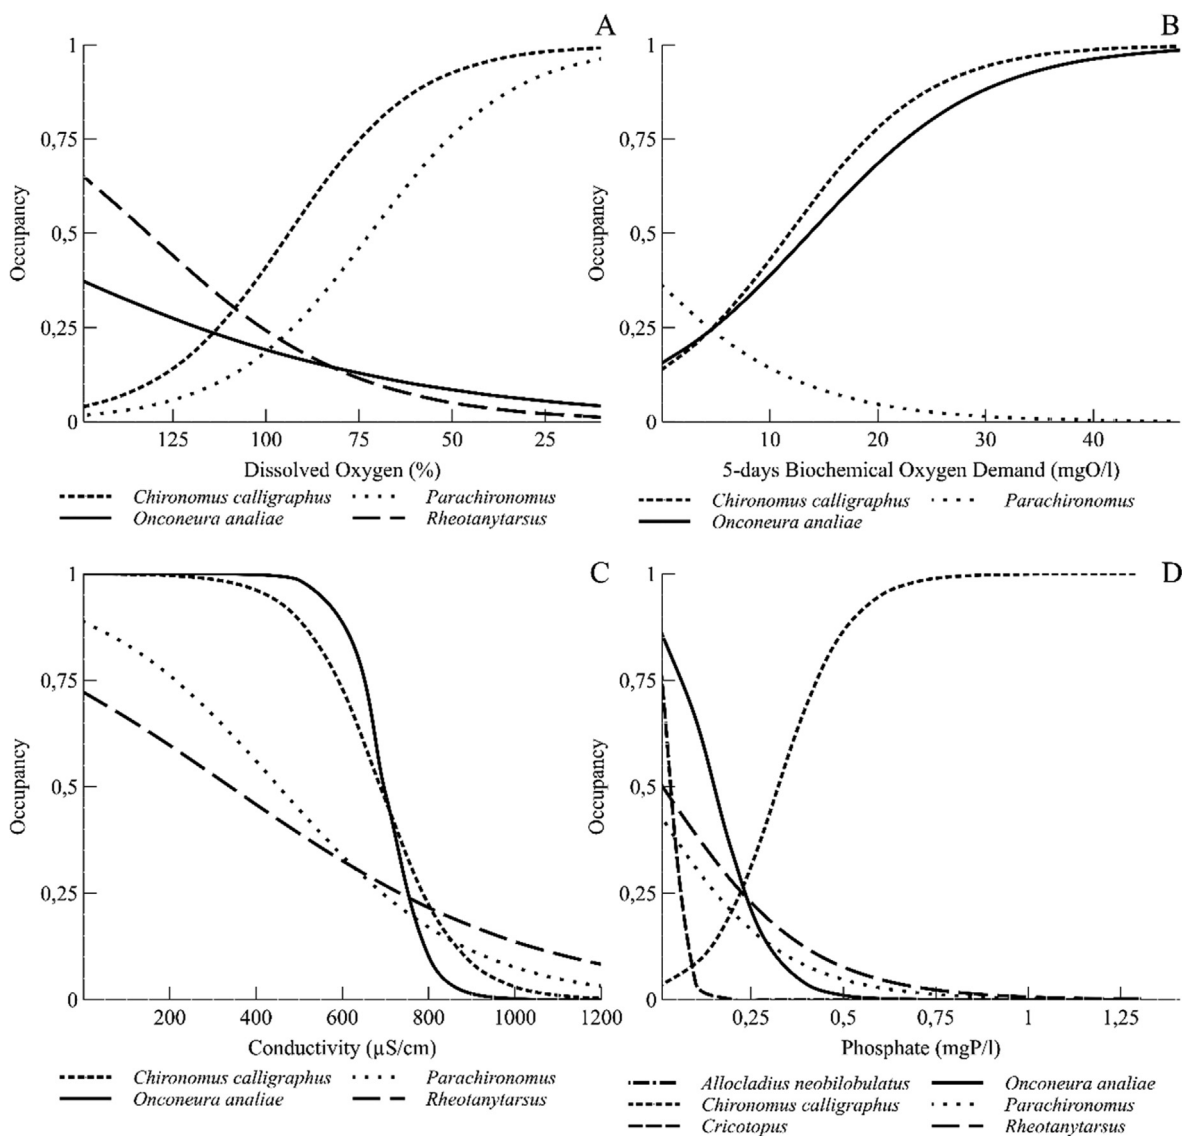 A
1
0,75
0,5
0,25
0
Occupancy
125 100 75 50 25
Dissolved Oxygen (%)
Chironomus calligraphus Parachironomus
Onconeura analiae Rheotanytarsus
B
1
0,75
0,5
0,25
0
Occupancy
10 20 30 40
5-days Biochemical Oxygen Demand (mgO/l)
Chironomus calligraphus Parachironomus
Onconeura analiae
C
1
0,75
0,5
0,25
0
Occupancy
200 400 600 800 1000 1200
Conductivity (µS/cm)
Chironomus calligraphus Parachironomus
Onconeura analiae Rheotanytarsus
D
1
0,75
0,5
0,25
0
Occupancy
0,25 0,5 0,75 1 1,25
Phosphate (mgP/l)
Allocladius neobilobulatus Onconeura analiae
Chironomus calligraphus Parachironomus
Cricotopus Rheotanytarsus